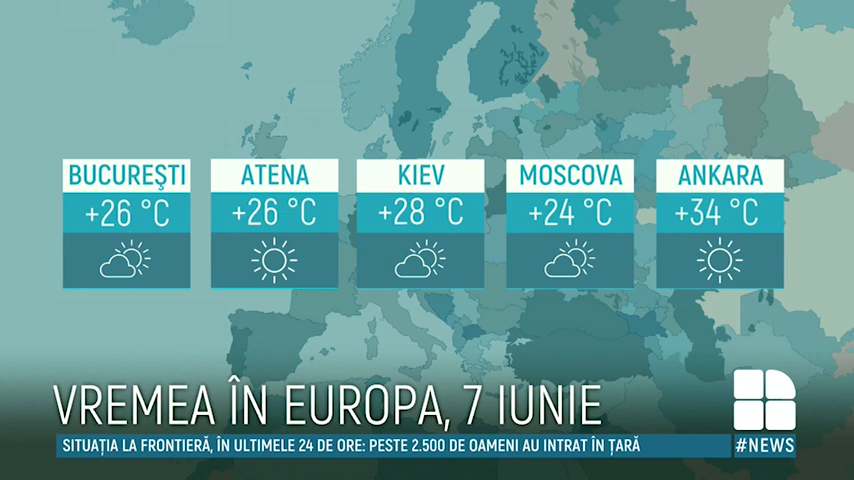 BUCUREŞTI
+26 °C
ATENA
+26 °C
KIEV
+28 °C
MOSCOVA
+24 °C
ANKARA
+34 °C
VREMEA ÎN EUROPA, 7 IUNIE
SITUAȚIA LA FRONTIERĂ, ÎN ULTIMELE 24 DE ORE: PESTE 2.500 DE OAMENI AU INTRAT ÎN ȚARĂ
#NEWS